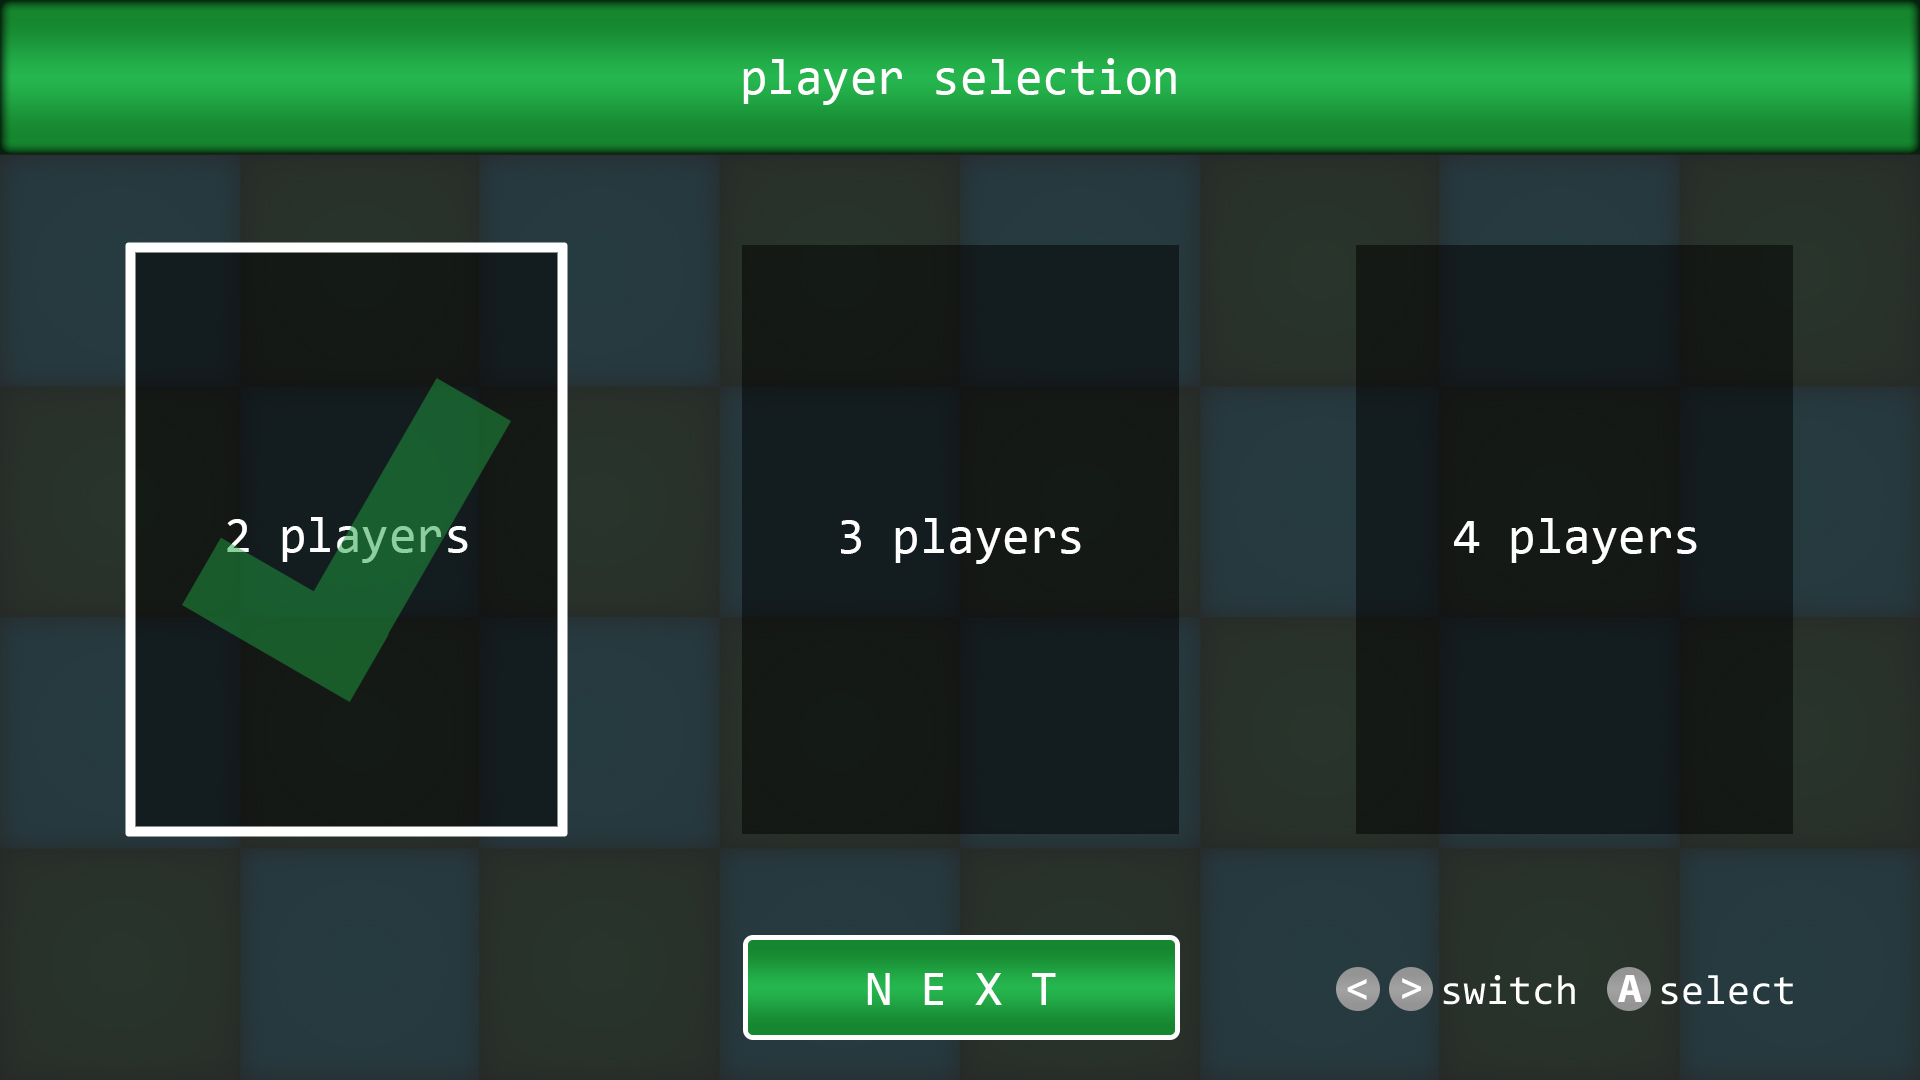 player selection
2 players
3 players
4 players
N E X T
< > switch A select